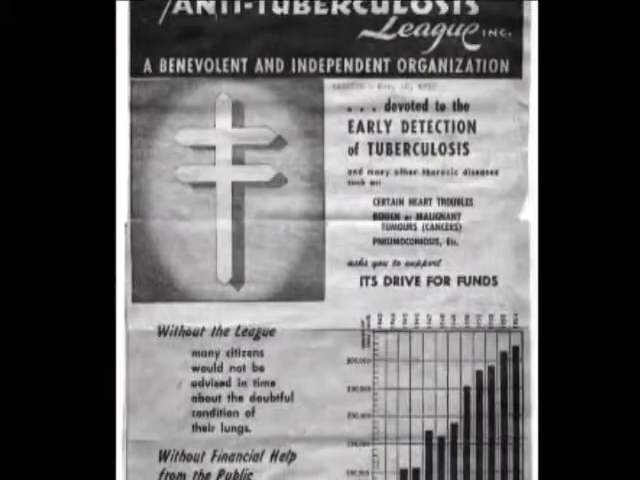 ANTI-TUBERCULOSIS
League INC.
A BENEVOLENT AND INDEPENDENT ORGANIZATION
. . . devoted to the
EARLY DETECTION
of TUBERCULOSIS
and many other thoracic diseases
such as:
CERTAIN HEART TROUBLES
BENIGN or MALIGNANT
TUMOURS (CANCERS)
PNEUMOCONIOSIS, Etc.
asks you to support
ITS DRIVE FOR FUNDS
Without the League
many citizens
would not be
advised in time
about the doubtful
condition of
their lungs.
Without Financial Help
from the Public